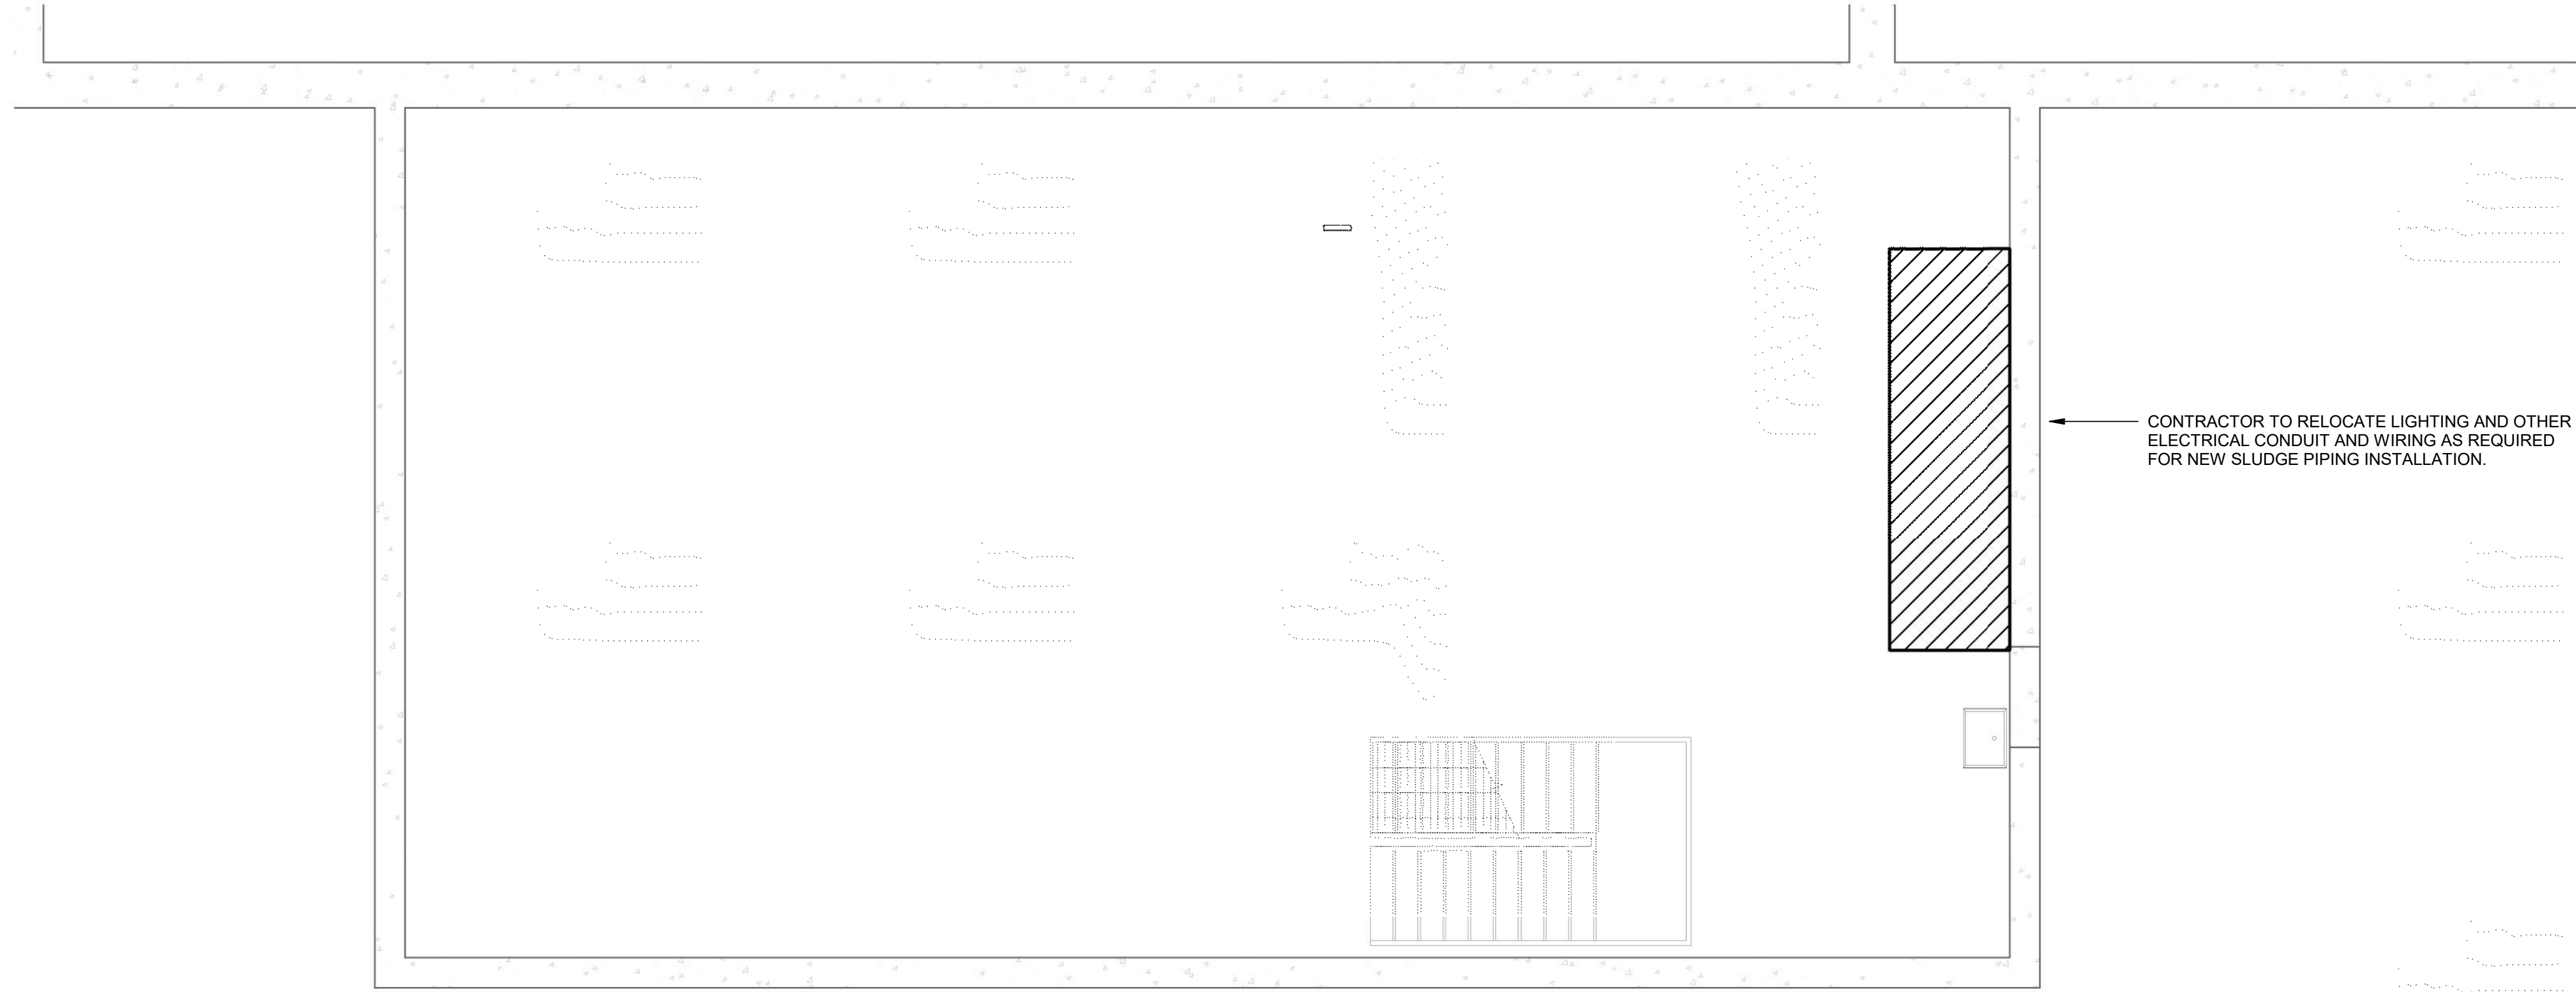 CONTRACTOR TO RELOCATE LIGHTING AND OTHER
ELECTRICAL CONDUIT AND WIRING AS REQUIRED
FOR NEW SLUDGE PIPING INSTALLATION.